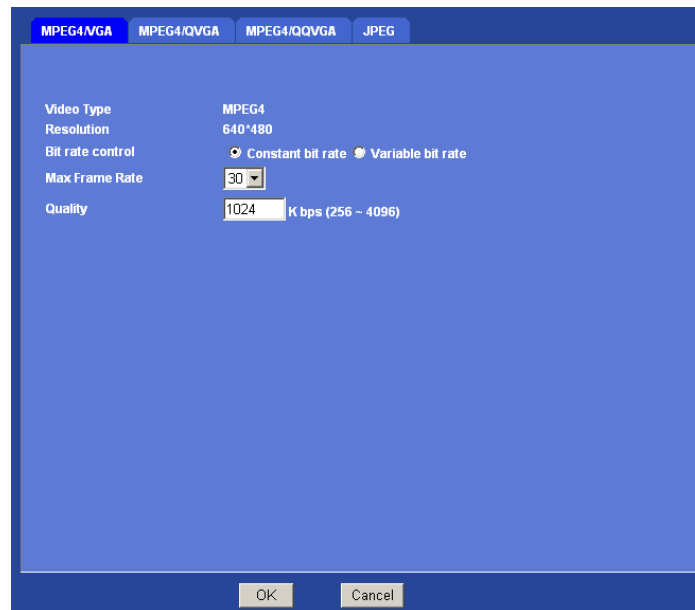 MPEG4/VGA MPEG4/QVGA MPEG4/QQVGA JPEG
Video Type MPEG4
Resolution 640*480
Bit rate control Constant bit rate Variable bit rate
Max Frame Rate 30
Quality 1024 K bps (256 ~ 4096)
OK Cancel